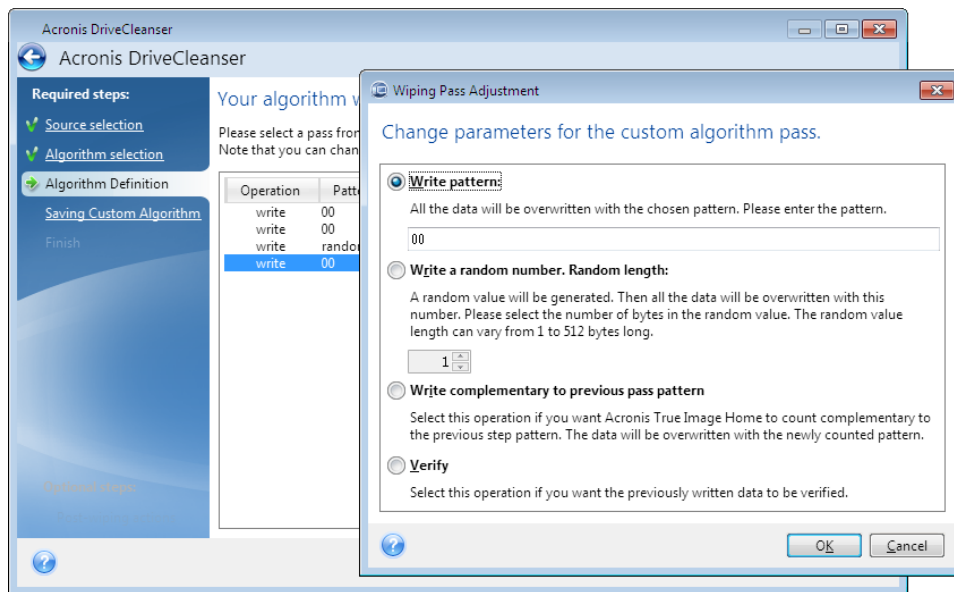 Acronis DriveCleanser
Acronis DriveCleanser
Required steps:
Source selection
Algorithm selection
Algorithm Definition
Saving Custom Algorithm
Finish
Optional steps:
Your algorithm
Please select a pass
Note that you can
Operation
write 00
write 00
write
write 00
Wiping Pass Adjustment
Change parameters for the custom algorithm pass.
Write pattern:
All the data will be overwritten with the chosen pattern. Please enter the pattern.
00
Write a random number. Random length:
A random value will be generated. Then all the data will be overwritten with this
number. Please select the number of bytes in the random value. The random value
length can vary from 1 to 512 bytes long.
1
Write complementary to previous pass pattern
Select this operation if you want Acronis True Image Home to count complementary to
the previous step pattern. The data will be overwritten with the newly counted pattern.
Verify
Select this operation if you want the previously written data to be verified.
OK
Cancel